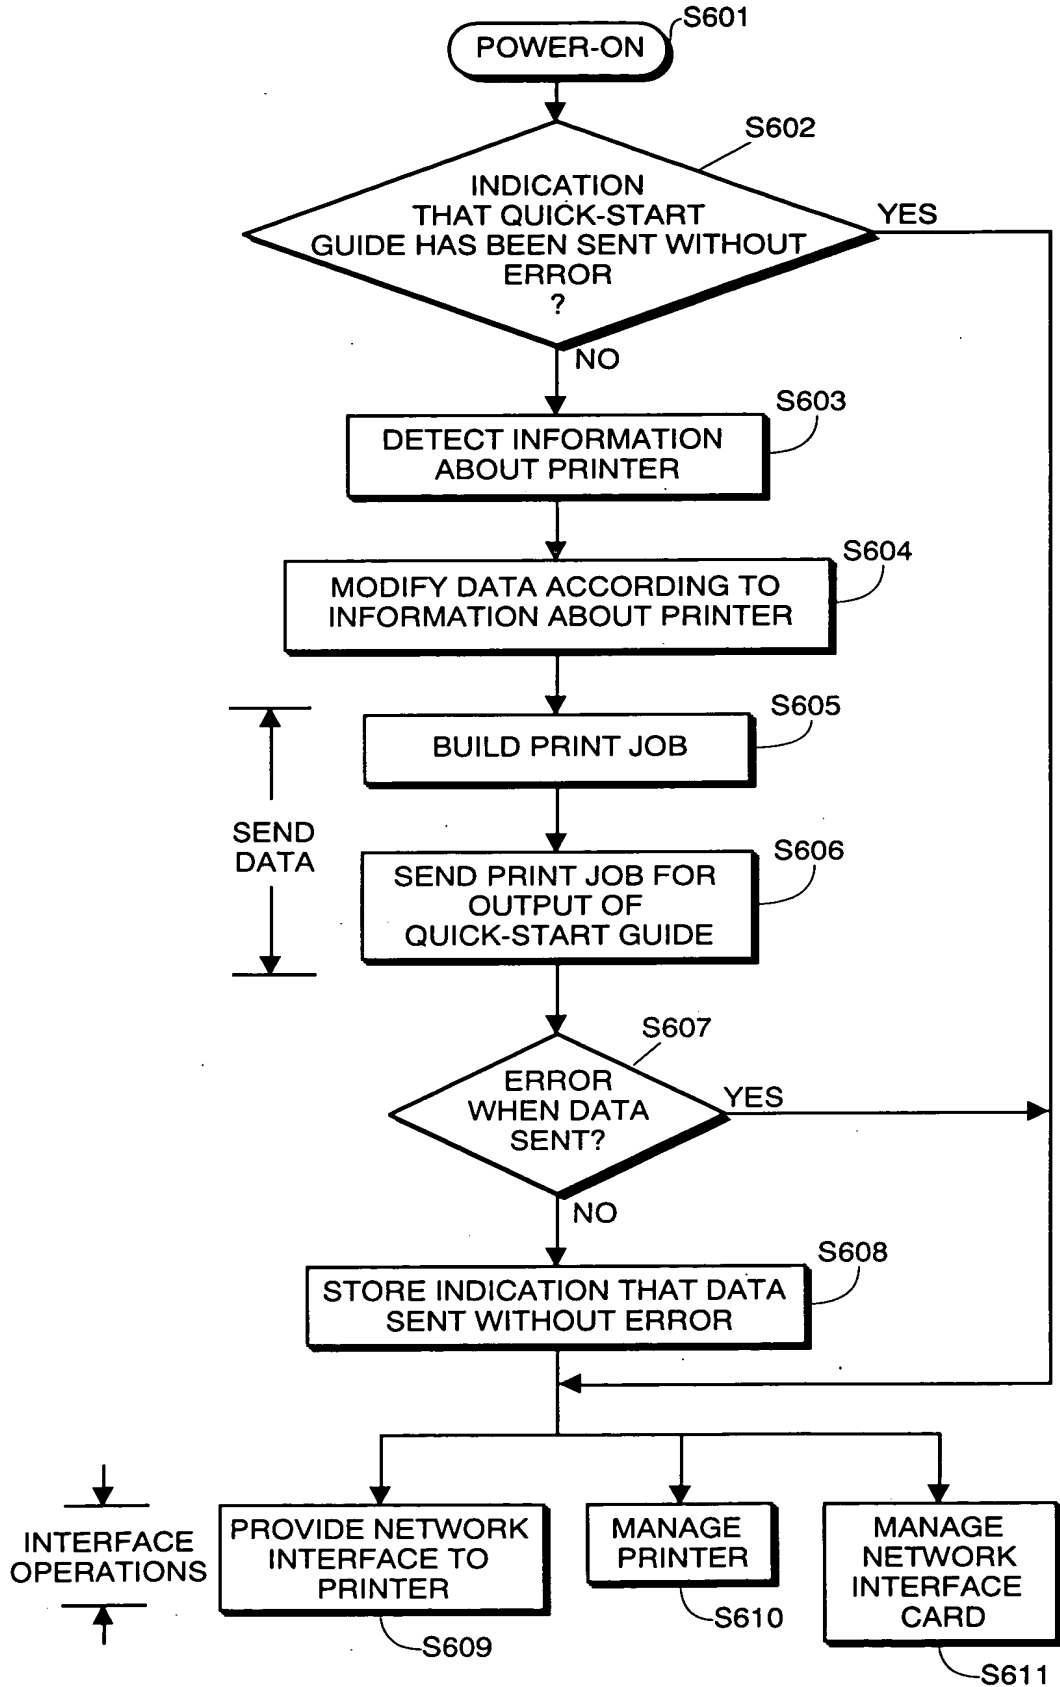 S601
POWER-ON
S602
INDICATION
THAT QUICK-START
GUIDE HAS BEEN SENT WITHOUT
ERROR
?
YES
NO
S603
DETECT INFORMATION
ABOUT PRINTER
S604
MODIFY DATA ACCORDING TO
INFORMATION ABOUT PRINTER
S605
BUILD PRINT JOB
SEND
DATA
S606
SEND PRINT JOB FOR
OUTPUT OF
QUICK-START GUIDE
S607
ERROR
WHEN DATA
SENT?
YES
NO
S608
STORE INDICATION THAT DATA
SENT WITHOUT ERROR
INTERFACE
OPERATIONS
PROVIDE NETWORK
INTERFACE TO
PRINTER
S609
MANAGE
PRINTER
S610
MANAGE
NETWORK
INTERFACE
CARD
S611